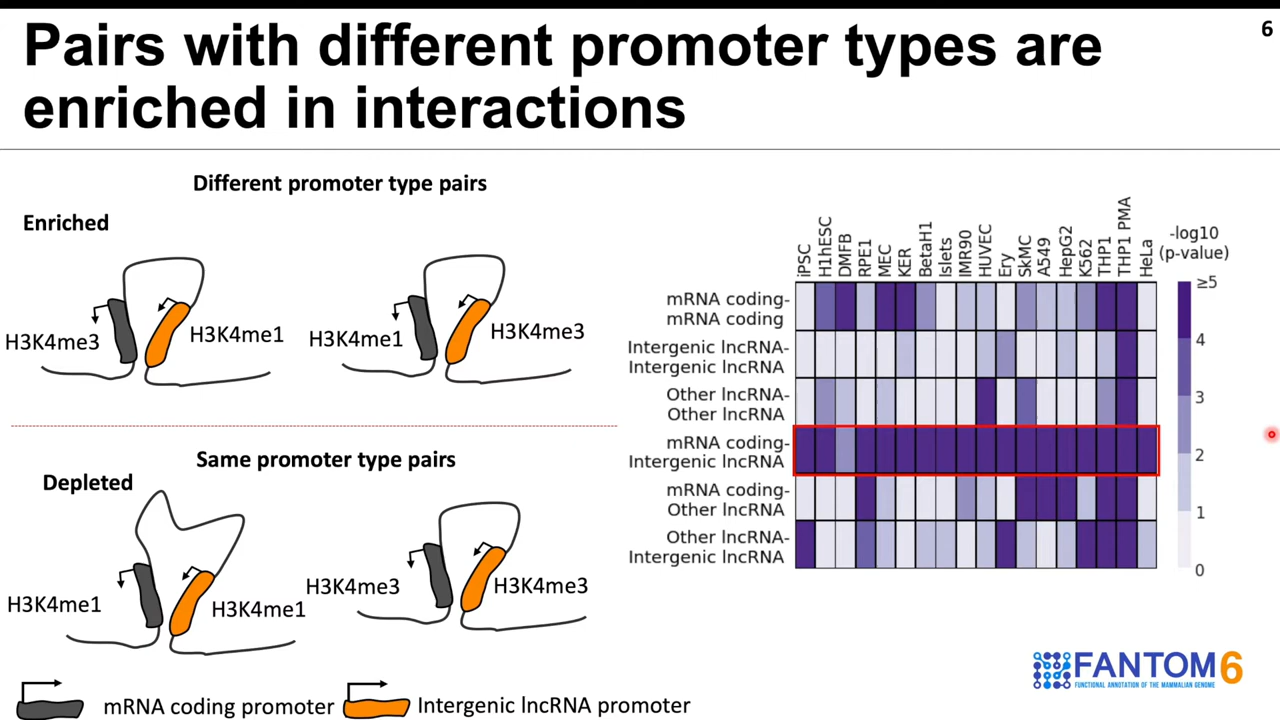 6
Pairs with different promoter types are
enriched in interactions
Different promoter type pairs
Enriched
H3K4me3
H3K4me1
H3K4me1
H3K4me3
Same promoter type pairs
Depleted
H3K4me1
H3K4me1
H3K4me3
H3K4me3
mRNA coding promoter
Intergenic lncRNA promoter
iPSC
H1hESC
DMFB
RPE1
MEC
KER
BetaH1
Islets
IMR90
HUVEC
Ery
SkMC
A549
HepG2
K562
THP1
THP1 PMA
HeLa
mRNA coding-
mRNA coding
Intergenic lncRNA-
Intergenic lncRNA
Other lncRNA-
Other lncRNA
mRNA coding-
Intergenic lncRNA
mRNA coding-
Other lncRNA
Other lncRNA-
Intergenic lncRNA
-log10
(p-value)
≥5
4
3
2
1
0
FANTOM6
FUNCTIONAL ANNOTATION OF THE MAMMALIAN GENOME